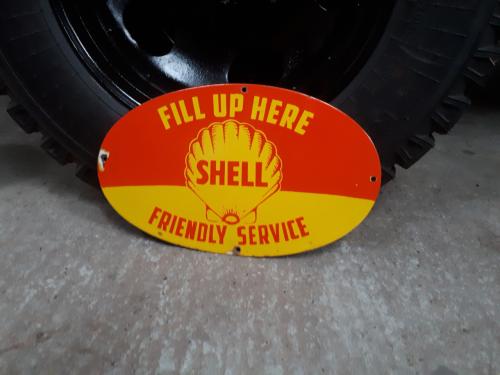 FILL UP HERE
SHELL
FRIENDLY SERVICE